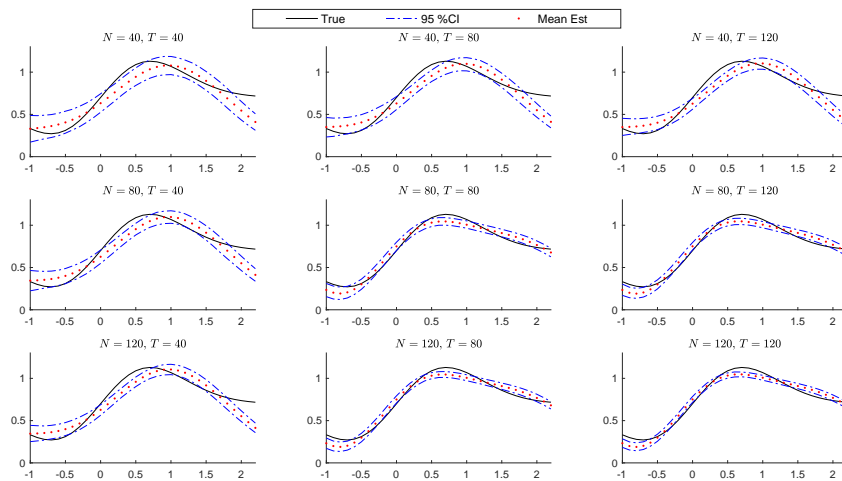 True 95 %CI Mean Est
N = 40, T = 40 N = 40, T = 80 N = 40, T = 120
1 1 1
0.5 0.5 0.5
0 0 0
-1 -0.5 0 0.5 1 1.5 2 -1 -0.5 0 0.5 1 1.5 2 -1 -0.5 0 0.5 1 1.5 2
N = 80, T = 40 N = 80, T = 80 N = 80, T = 120
1 1 1
0.5 0.5 0.5
0 0 0
-1 -0.5 0 0.5 1 1.5 2 -1 -0.5 0 0.5 1 1.5 2 -1 -0.5 0 0.5 1 1.5 2
N = 120, T = 40 N = 120, T = 80 N = 120, T = 120
1 1 1
0.5 0.5 0.5
0 0 0
-1 -0.5 0 0.5 1 1.5 2 -1 -0.5 0 0.5 1 1.5 2 -1 -0.5 0 0.5 1 1.5 2